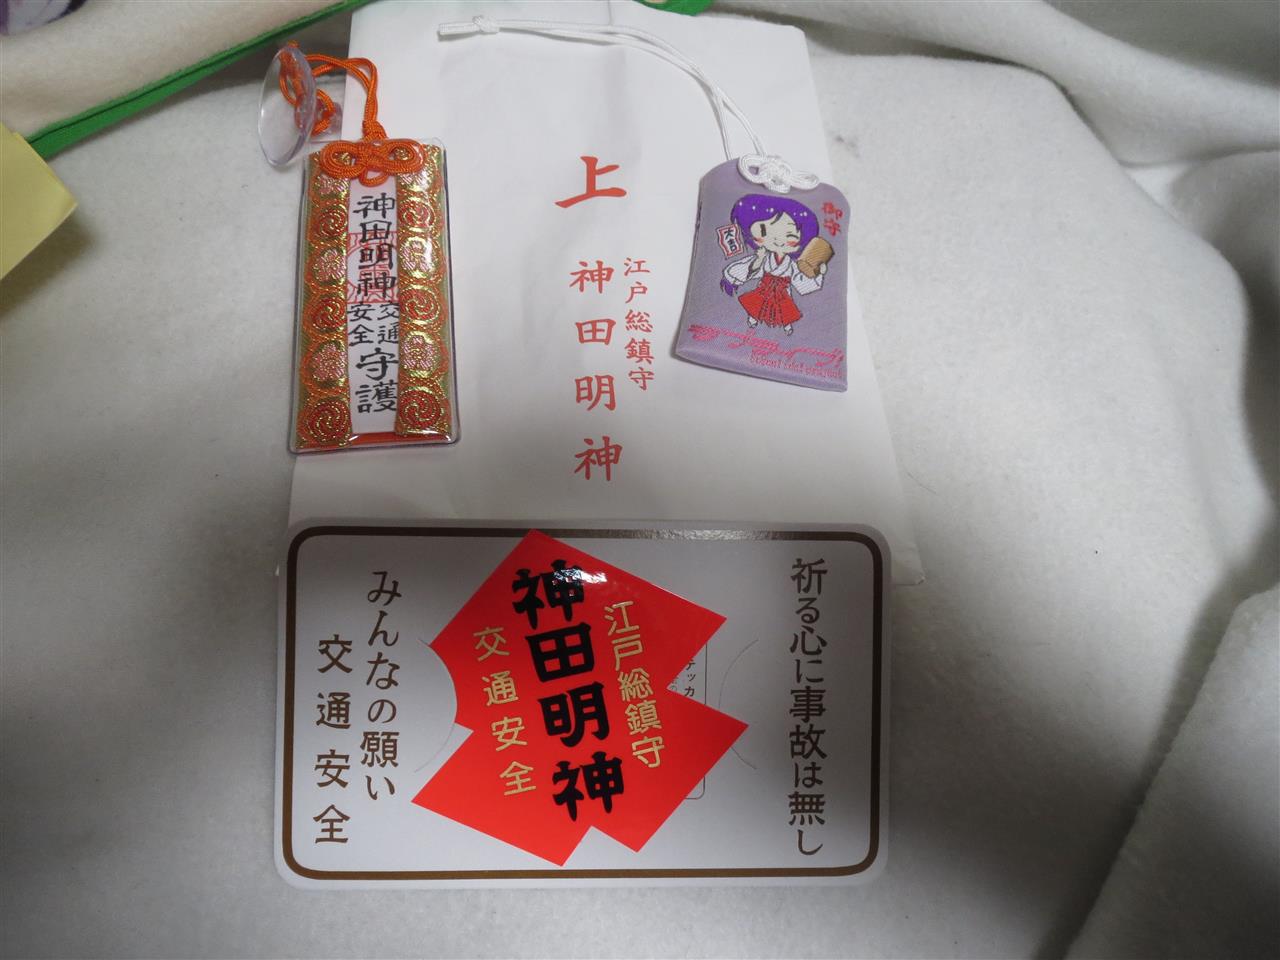 神田明神
交通
安全
守護
上
江戸総鎮守
神田明神
御守
大吉
祈る心に事故は無し
江戸総鎮守
神田明神
交通安全
みんなの願い
交通安全